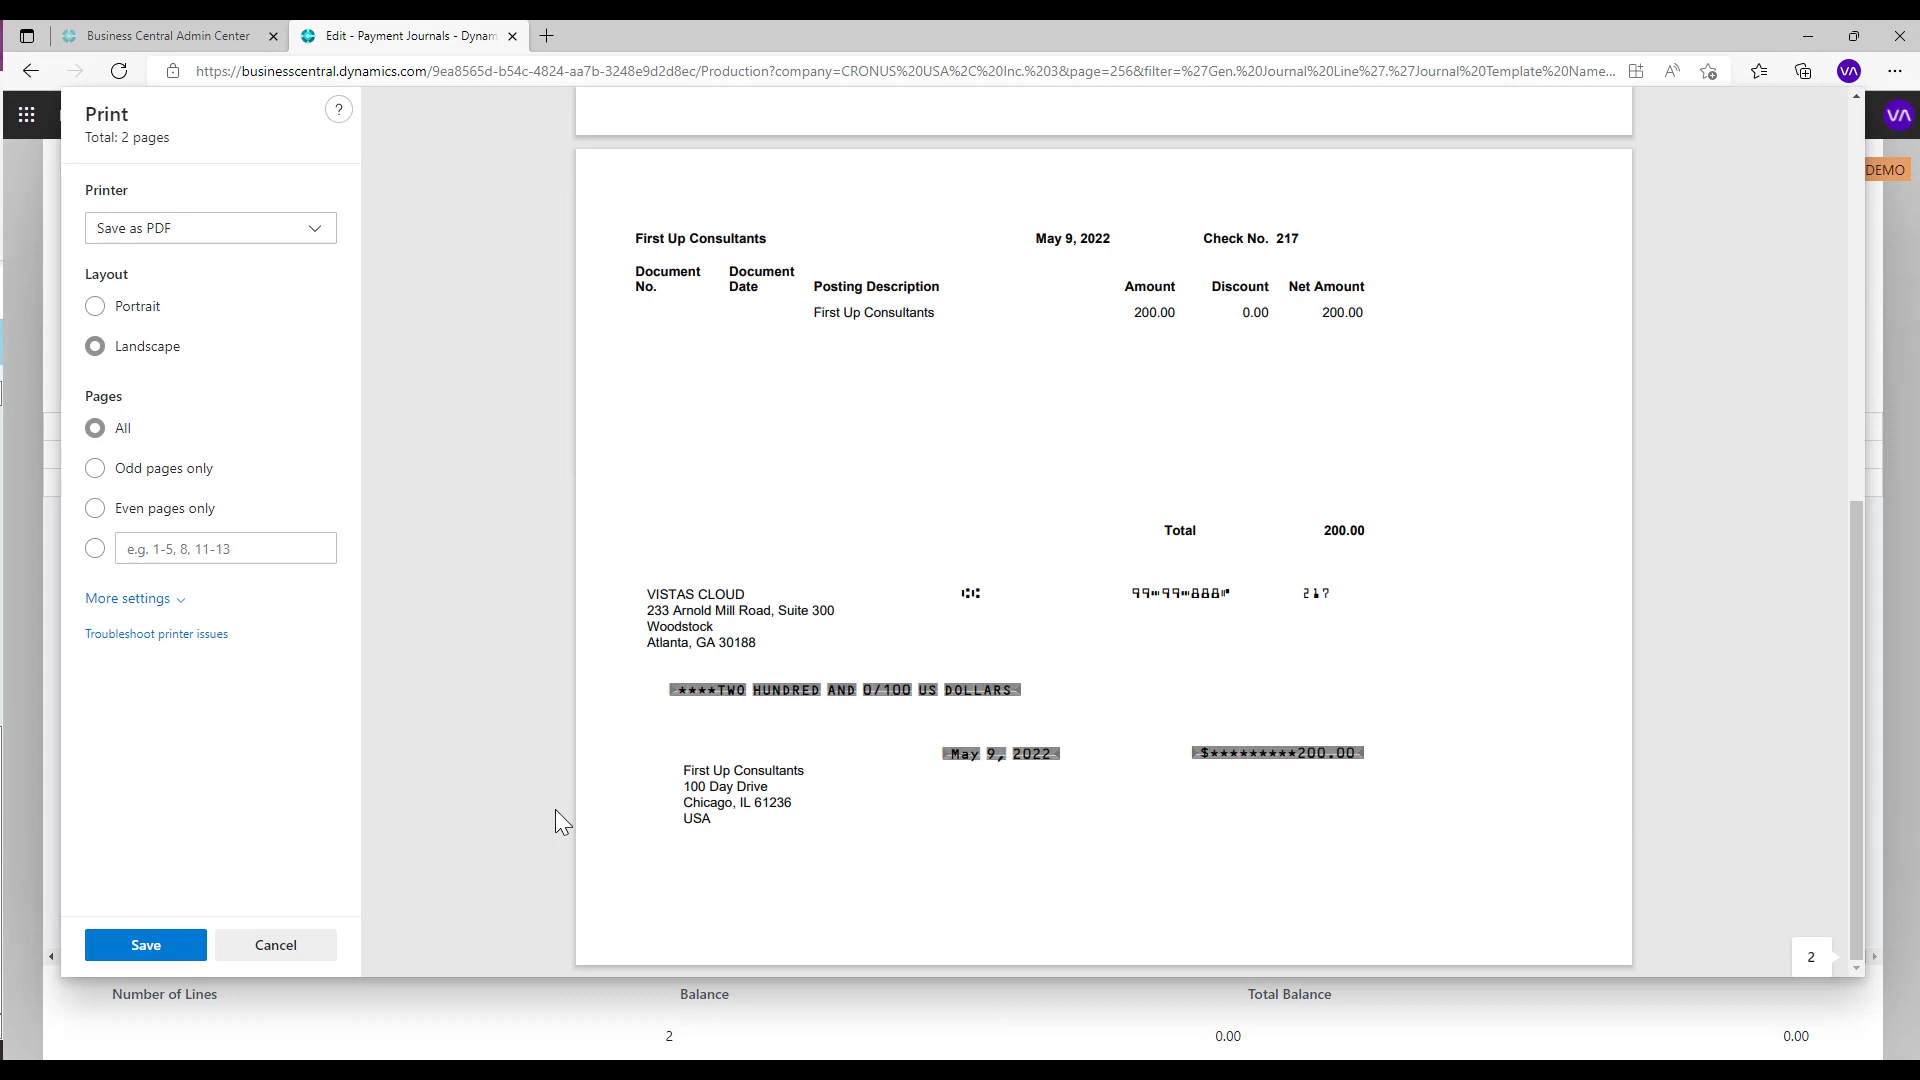 Business Central Admin Center
Edit - Payment Journals - Dynam
https://businesscentral.dynamics.com/9ea8565d-b54c-4824-aa7b-3248e9d2d8ec/Production?company=CRONUS%20USA%2C%20Inc.%203&page=256&filter=%27Gen.%20Journal%20Line%27.%27Journal%20Template%20Name...
VA
Print
?
Total: 2 pages
VA
DEMO
Printer
Save as PDF
Layout
Portrait
Landscape
Pages
All
Odd pages only
Even pages only
e.g. 1-5, 8, 11-13
More settings
Troubleshoot printer issues
Save
Cancel
First Up Consultants May 9, 2022 Check No. 217
Document Document
No. Date Posting Description Amount Discount Net Amount
First Up Consultants 200.00 0.00 200.00
Total 200.00
VISTAS CLOUD 99⑈99⑈888⑈ 217
233 Arnold Mill Road, Suite 300
Woodstock
Atlanta, GA 30188
****TWO HUNDRED AND 0/100 US DOLLARS
May 9, 2022 $*********200.00
First Up Consultants
100 Day Drive
Chicago, IL 61236
USA
2
Number of Lines Balance Total Balance
2 0.00 0.00